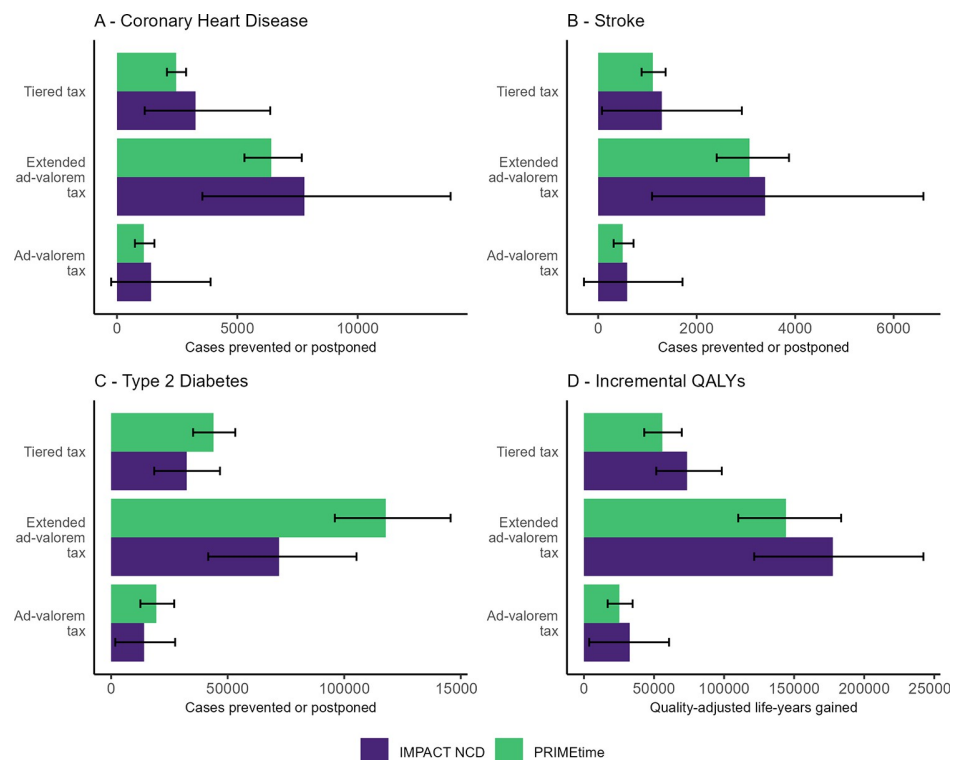 A - Coronary Heart Disease
Tiered tax
Extended
ad-valorem
tax
Ad-valorem
tax
0 5000 10000
Cases prevented or postponed
B - Stroke
Tiered tax
Extended
ad-valorem
tax
Ad-valorem
tax
0 2000 4000 6000
Cases prevented or postponed
C - Type 2 Diabetes
Tiered tax
Extended
ad-valorem
tax
Ad-valorem
tax
0 50000 100000 15000
Cases prevented or postponed
D - Incremental QALYs
Tiered tax
Extended
ad-valorem
tax
Ad-valorem
tax
0 50000 100000 150000 200000 25000
Quality-adjusted life-years gained
IMPACT NCD PRIMEtime